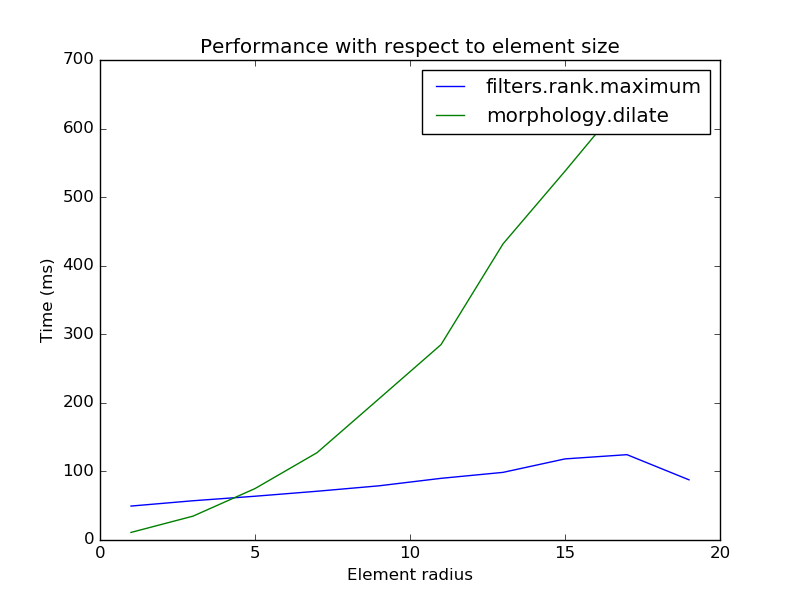 Performance with respect to element size
700
600
500
400
300
200
100
0
Time (ms)
filters.rank.maximum
morphology.dilate
0 5 10 15 20
Element radius